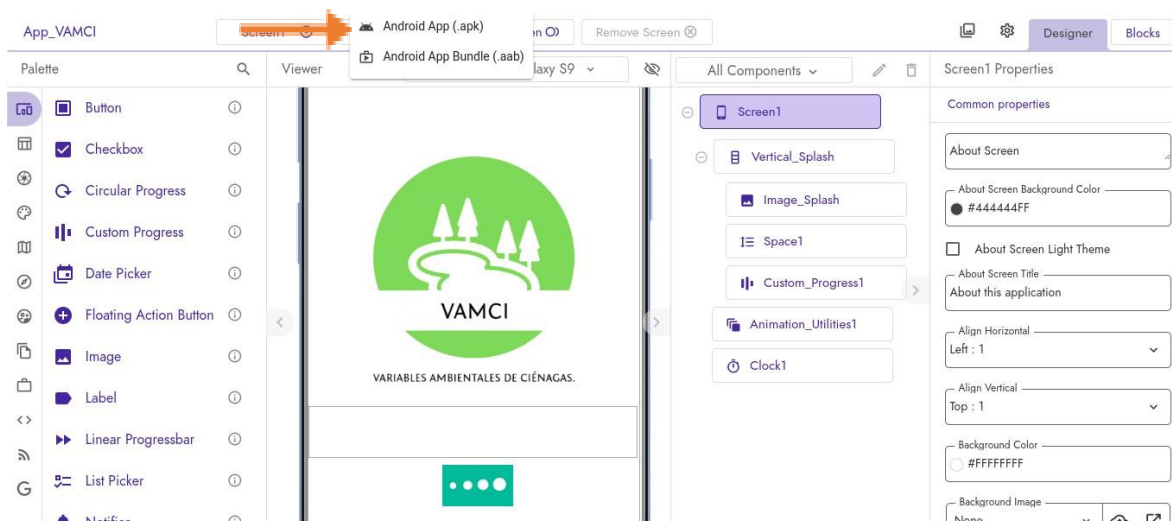 App_VAMCI
Screen1
Android App (.apk)
Android App Bundle (.aab)
Remove Screen
Designer
Blocks
Palette
Viewer
All Components
Screen1 Properties
Button
Checkbox
Circular Progress
Custom Progress
Date Picker
Floating Action Button
Image
Label
Linear Progressbar
List Picker
VAMCI
VARIABLES AMBIENTALES DE CIÉNAGAS.
Screen1
Vertical_Splash
Image_Splash
Space1
Custom_Progress1
Animation_Utilities1
Clock1
Common properties
About Screen
About Screen Background Color
#444444FF
About Screen Light Theme
About Screen Title
About this application
Align Horizontal
Left : 1
Align Vertical
Top : 1
Background Color
#FFFFFFFF
Background Image
None